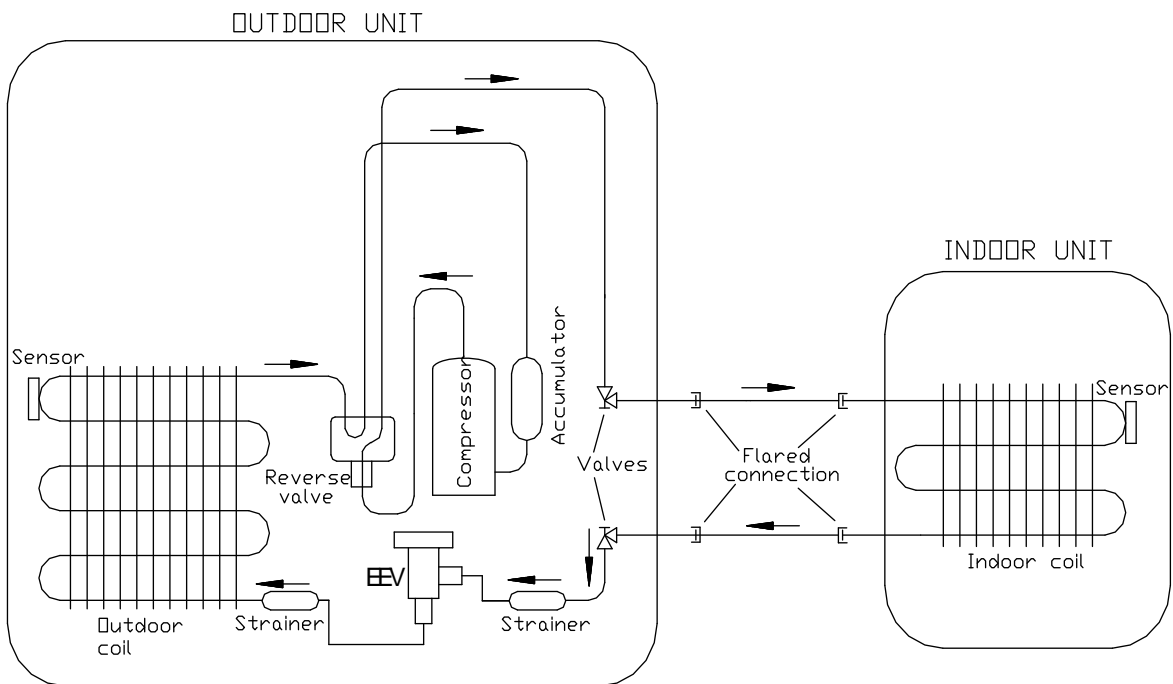 OUTDOOR UNIT
INDOOR UNIT
Sensor
Accumulator
Compressor
Sensor
Reverse
valve
Valves
Flared
connection
EEV
Indoor coil
Outdoor
coil
Strainer
Strainer